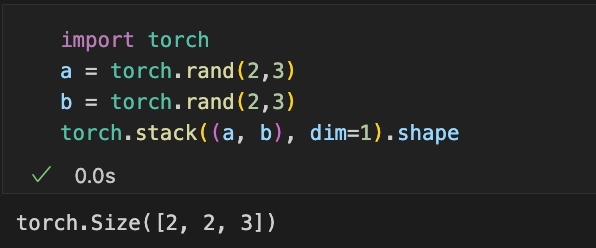 import torch
a = torch.rand(2,3)
b = torch.rand(2,3)
torch.stack((a, b), dim=1).shape
0.0s
torch.Size([2, 2, 3])